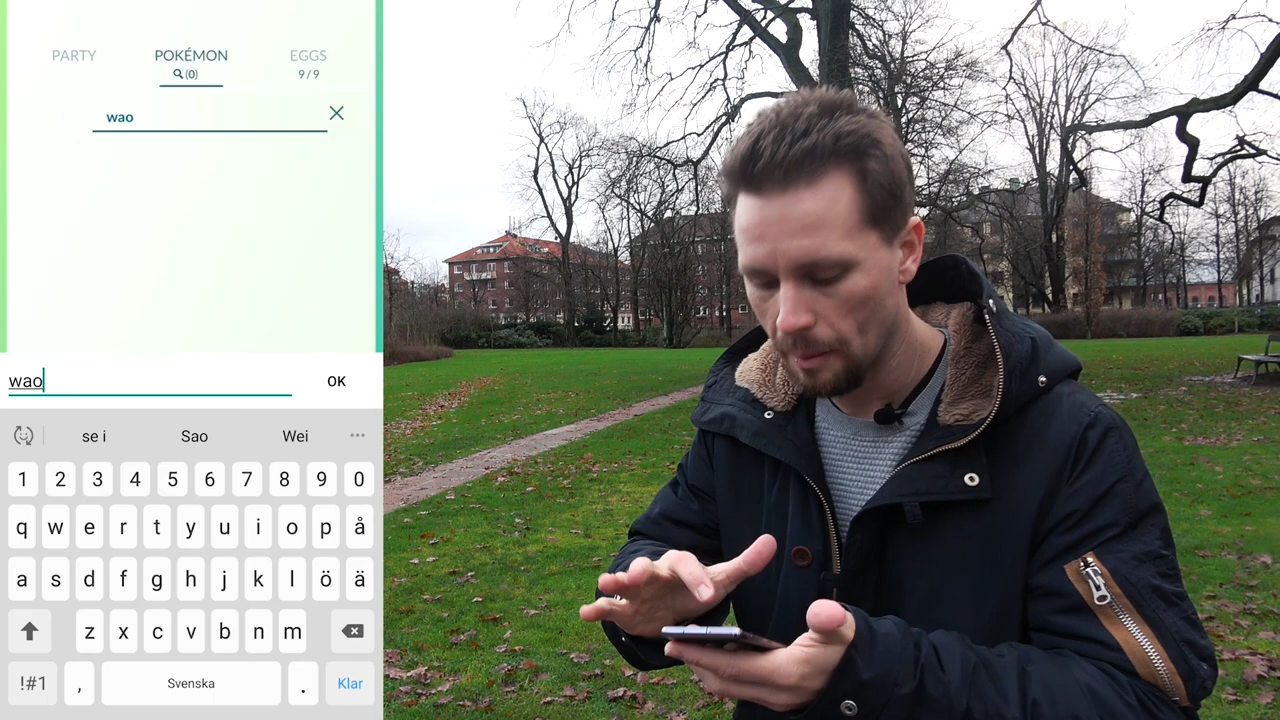 PARTY POKÉMON EGGS
(0) 9/9
wao
wao OK
se i Sao Wei ...
1 2 3 4 5 6 7 8 9 0
q w e r t y u i o p å
a s d f g h j k l ö ä
z x c v b n m
!#1 , Svenska . Klar